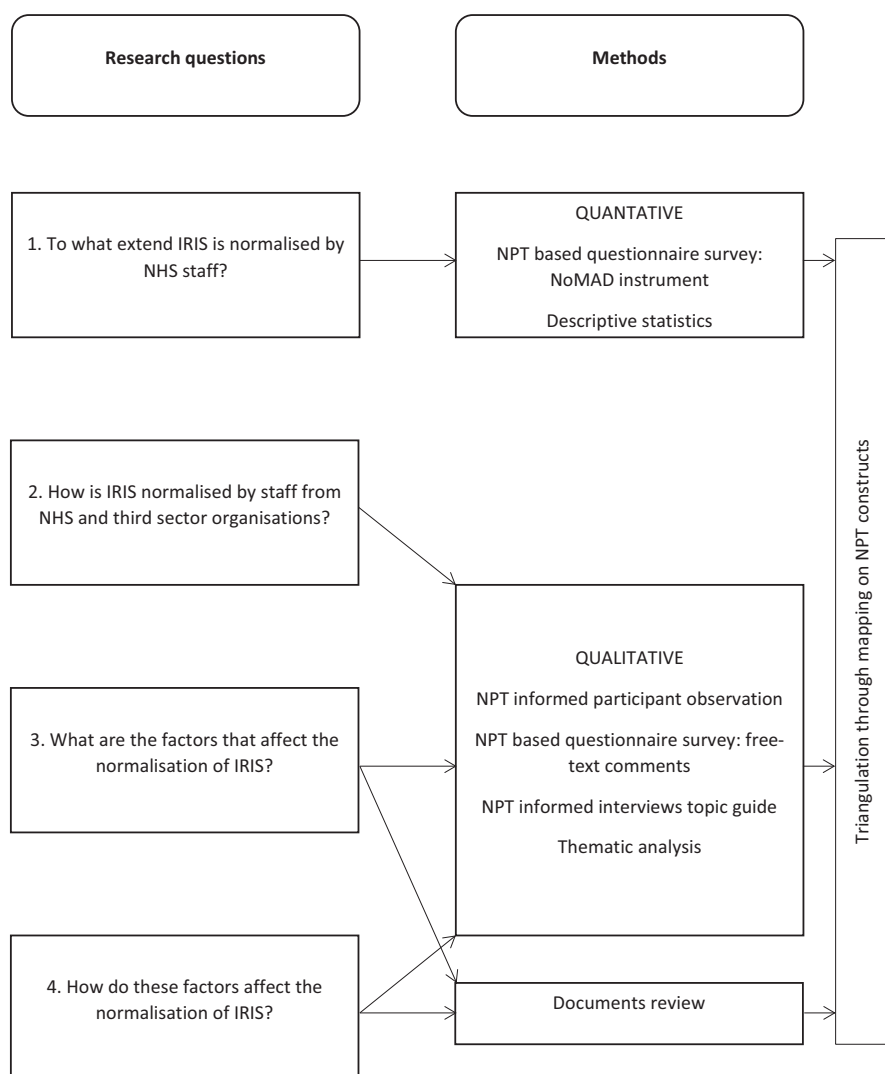 Research questions
Methods
1. To what extend IRIS is normalised by
NHS staff?
QUANTATIVE
NPT based questionnaire survey:
NoMAD instrument
Descriptive statistics
2. How is IRIS normalised by staff from
NHS and third sector organisations?
3. What are the factors that affect the
normalisation of IRIS?
QUALITATIVE
NPT informed participant observation
NPT based questionnaire survey: free-
text comments
NPT informed interviews topic guide
Thematic analysis
4. How do these factors affect the
normalisation of IRIS?
Documents review
Triangulation through mapping on NPT constructs